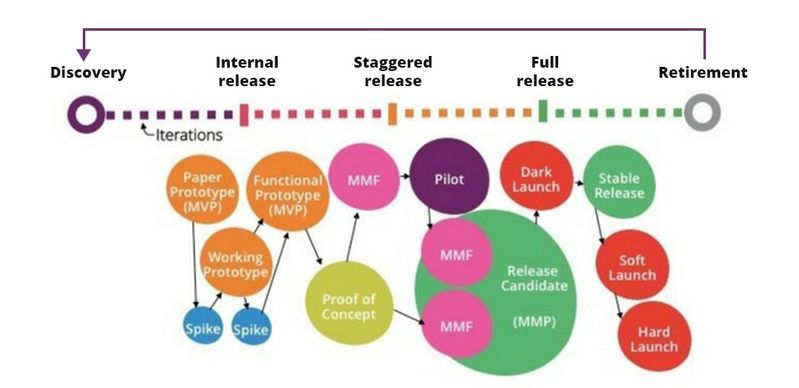 Discovery
Internal
release
Staggered
release
Full
release
Retirement
Iterations
Paper
Prototype
(MVP)
Functional
Prototype
(MVP)
MMF
Pilot
Dark
Launch
Stable
Release
Working
Prototype
MMF
Release
Candidate
(MMP)
Soft
Launch
Proof of
Concept
Spike
Spike
MMF
Hard
Launch